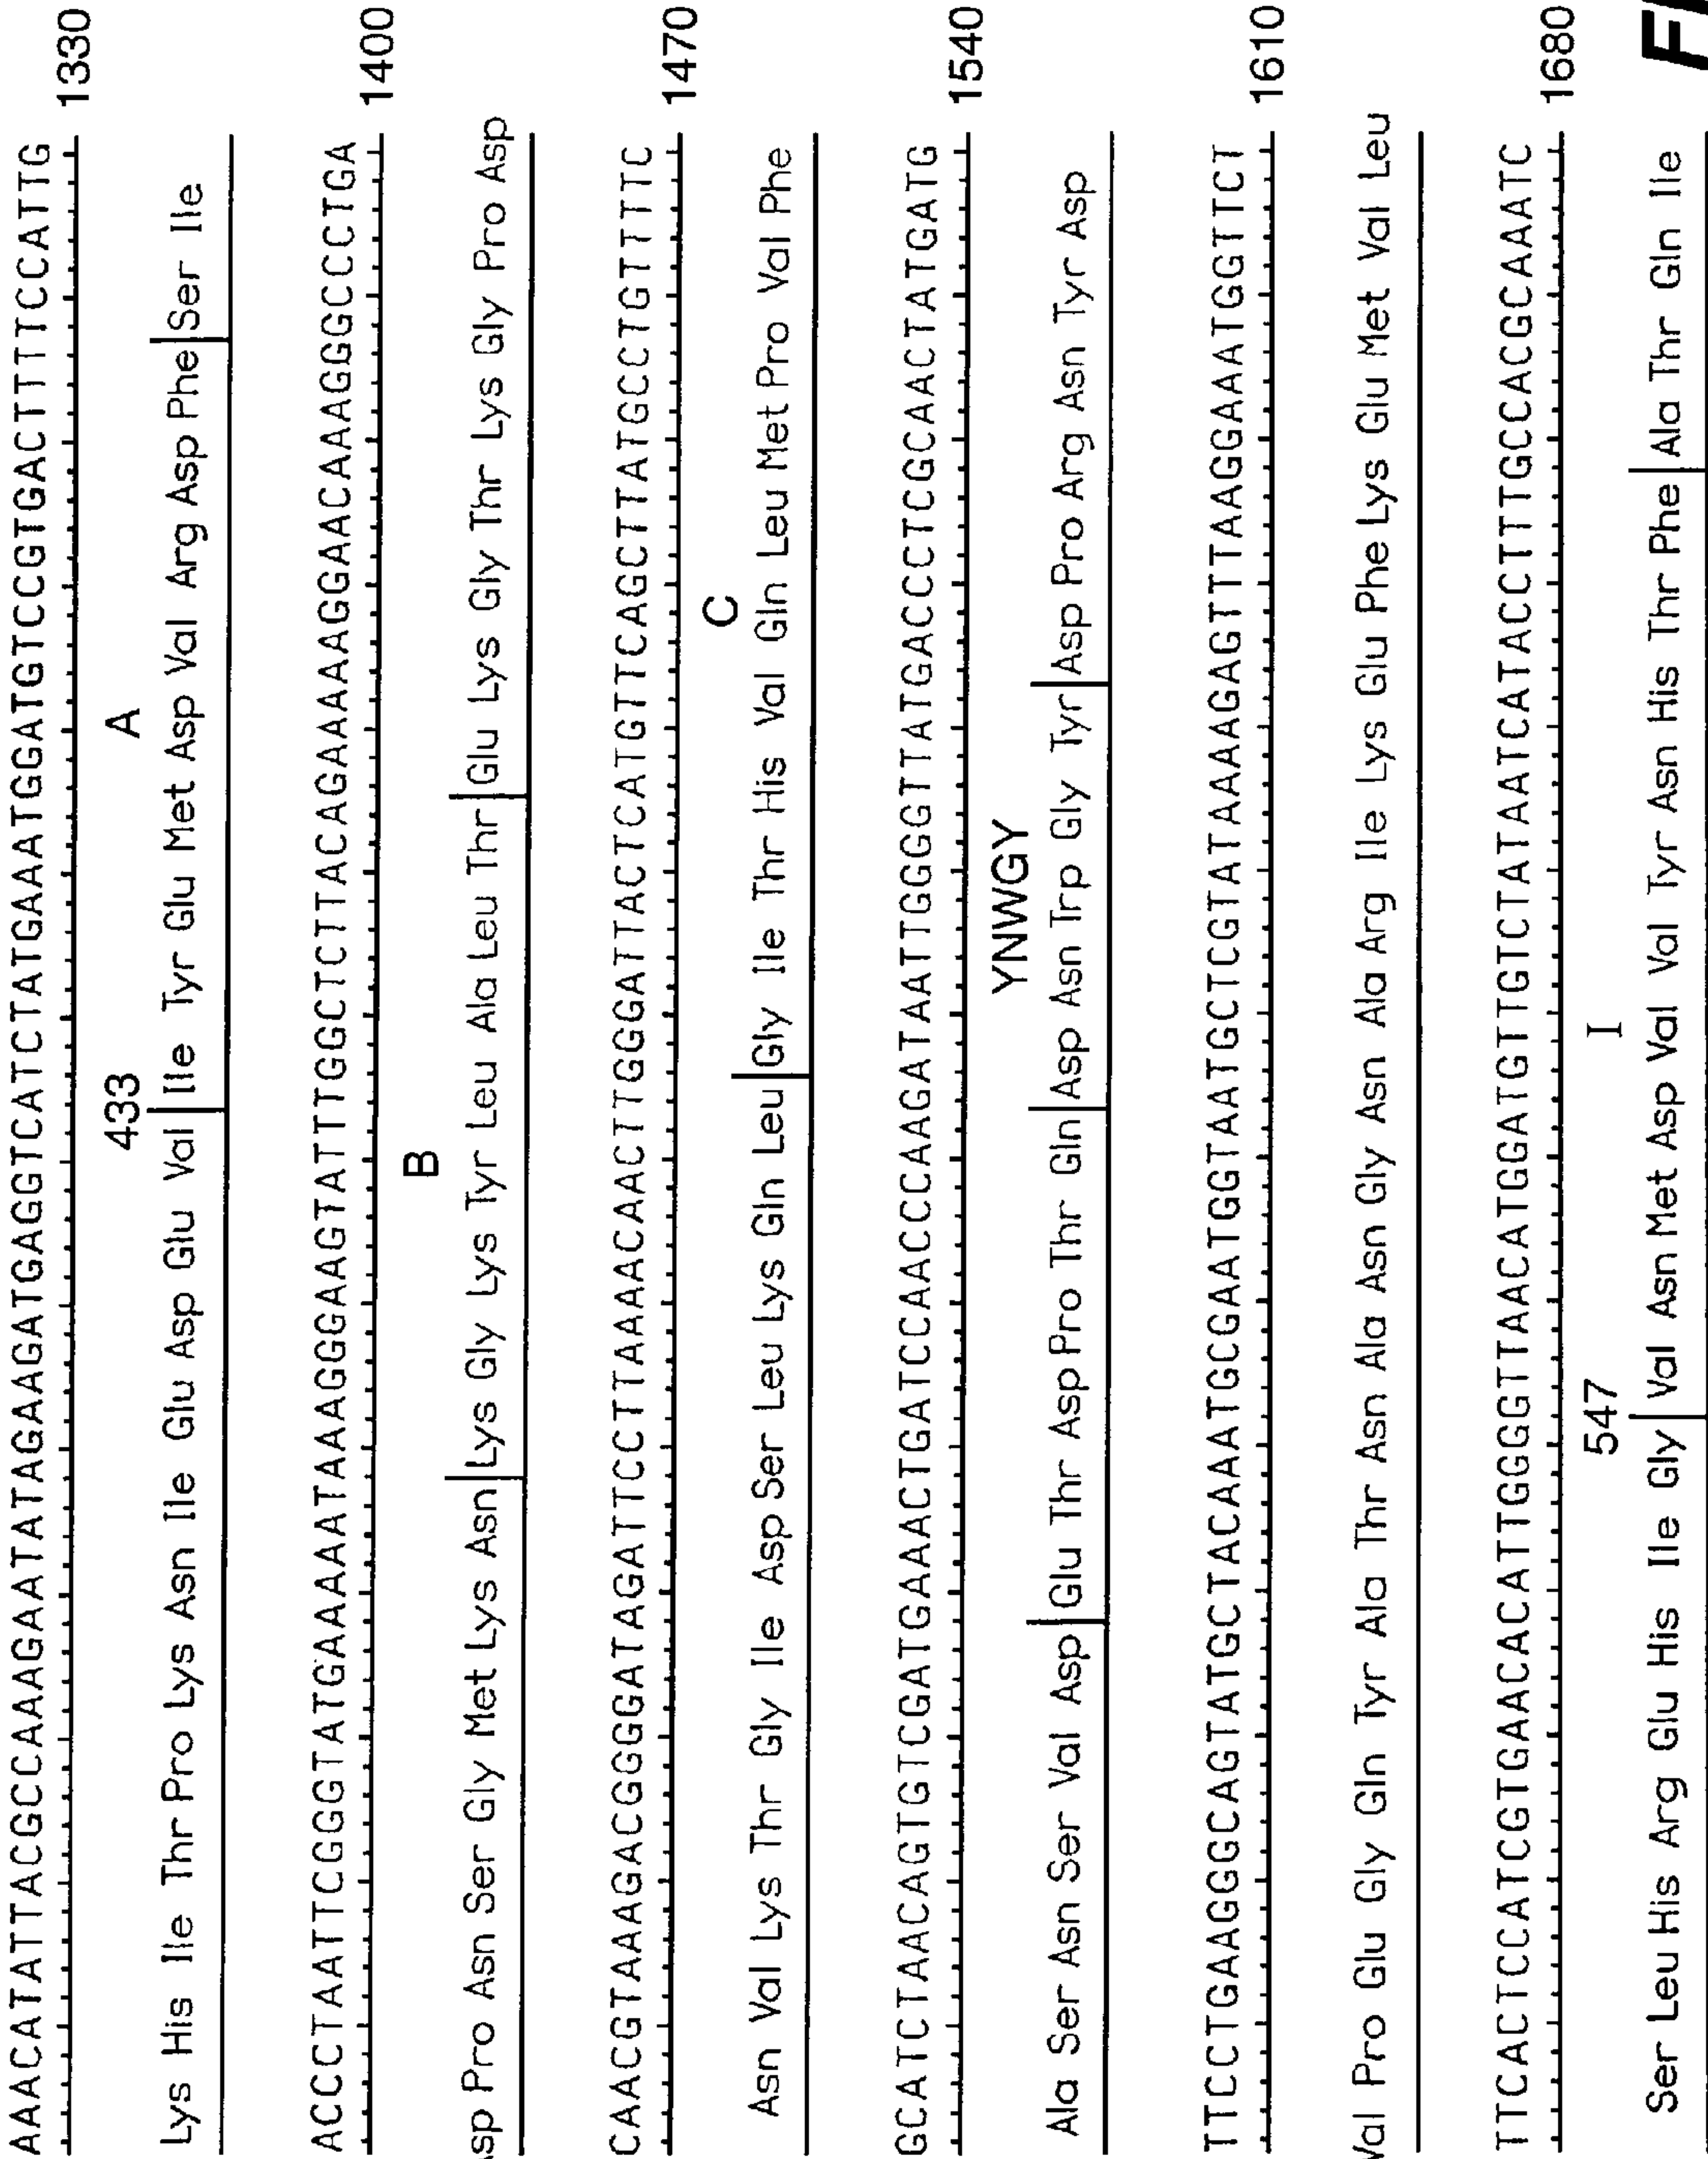 AAACATATTACGCCAAAGAATATAGAAGATGAGGTCATCTATGAAATGGATGTCCGTGACTTTTCCATTG 1330
433 A
Lys His Ile Thr Pro Lys Asn Ile Glu Asp Glu Val Ile Tyr Glu Met Asp Val Arg Asp Phe Ser Ile
ACCCTAATTCGGGTATGAAAAATAAAGGGAAGTATTTGGCTCTTACAGAAAAAGGAACAAAGGGCCCTGA 1400
B
Asp Pro Asn Ser Gly Met Lys Asn Lys Gly Lys Tyr Leu Ala Leu Thr Glu Lys Gly Thr Lys Gly Pro Asp
CAACGTAAAGACGGGGATAGATTCCTTAAAACAACTTGGGATTACTCATGTTCAGCTTATGCCTGTTTTC 1470
C
Asn Val Lys Thr Gly Ile Asp Ser Leu Lys Gln Leu Gly Ile Thr His Val Gln Leu Met Pro Val Phe
GCATCTAACAGTGTCGATGAAACTGATCCAACCCAAGATAATTGGGGTTATGACCCTCGCAACTATGATG 1540
YNWGY
Ala Ser Asn Ser Val Asp Glu Thr Asp Pro Thr Gln Asp Asn Trp Gly Tyr Asp Pro Arg Asn Tyr Asp
TTCCTGAAGGGCAGTATGCTACAAATGCGAATGGTAATGCTCGTATAAAAGAGTTTAAGGAAATGGTTCT 1610
Val Pro Glu Gly Gln Tyr Ala Thr Asn Ala Asn Gly Asn Ala Arg Ile Lys Glu Phe Lys Glu Met Val Leu
TTCACTCCATCGTGAACACATTGGGGTTAACATGGATGTTGTCTATAATCATACCTTTGCCACGCAAATC 1680
547 I
Ser Leu His Arg Glu His Ile Gly Val Asn Met Asp Val Val Tyr Asn His Thr Phe Ala Thr Gln Ile